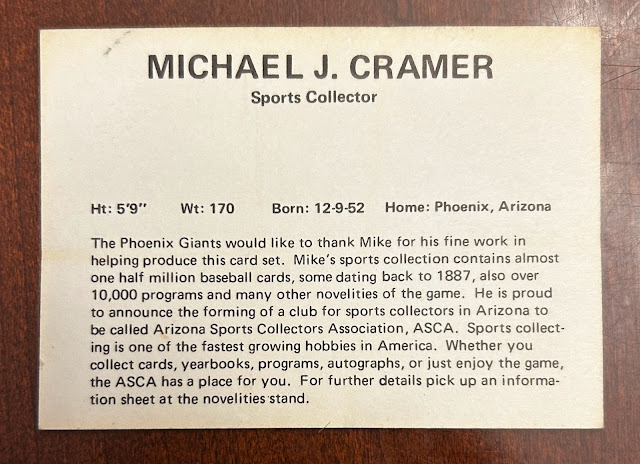 MICHAEL J. CRAMER
Sports Collector
Ht: 5'9" Wt: 170 Born: 12-9-52 Home: Phoenix, Arizona
The Phoenix Giants would like to thank Mike for his fine work in
helping produce this card set. Mike's sports collection contains almost
one half million baseball cards, some dating back to 1887, also over
10,000 programs and many other novelities of the game. He is proud
to announce the forming of a club for sports collectors in Arizona to
be called Arizona Sports Collectors Association, ASCA. Sports collect-
ing is one of the fastest growing hobbies in America. Whether you
collect cards, yearbooks, programs, autographs, or just enjoy the game,
the ASCA has a place for you. For further details pick up an informa-
tion sheet at the novelities stand.